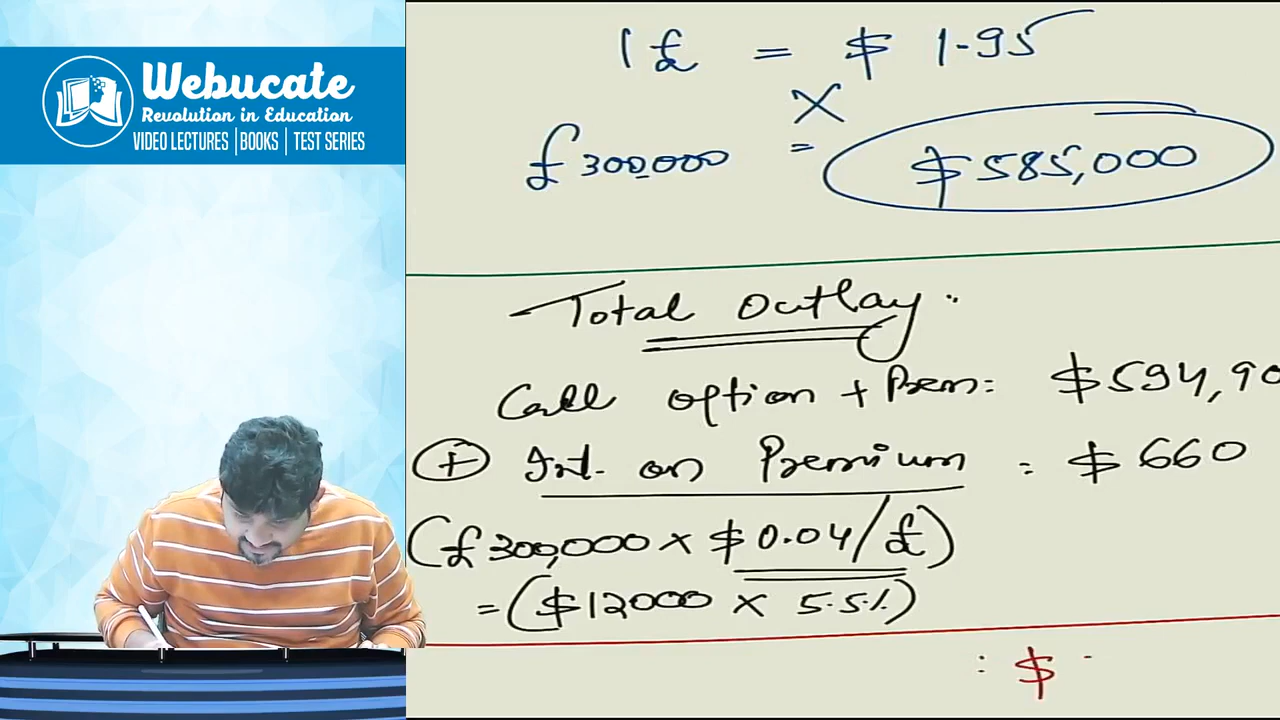 Webucate
Revolution in Education
VIDEO LECTURES | BOOKS | TEST SERIES
1£ = $ 1.95
X
£300,000 = $585,000
Total Outlay:
Call option + Prem: $594,90
+ Int. on Premium : $660
(£300,000 × $0.04/£)
= ($12000 × 5.5%)
: $